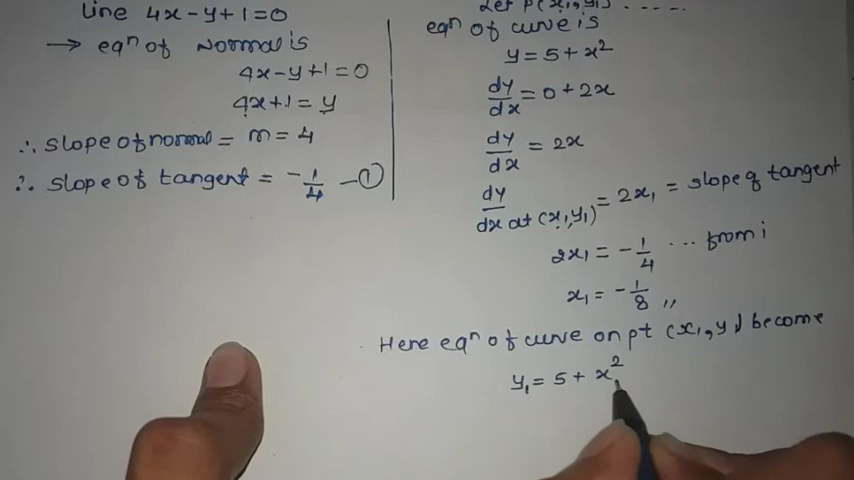 Line 4x-y+1=0
→ eqⁿ of Normal is
4x-y+1=0
4x+1=y
∴ slope of normal = m = 4
∴ slope of tangent = -1/4 —①
Let P(x₁,y₁) .....
eqⁿ of curve is
y = 5+x²
dy/dx = 0+2x
dy/dx = 2x
dy/dx at (x₁,y₁) = 2x₁ = slope of tangent
2x₁ = -1/4 ... from i
x₁ = -1/8 ,,
Here eqⁿ of curve on pt (x₁,y₁) become
y₁ = 5+x₁²